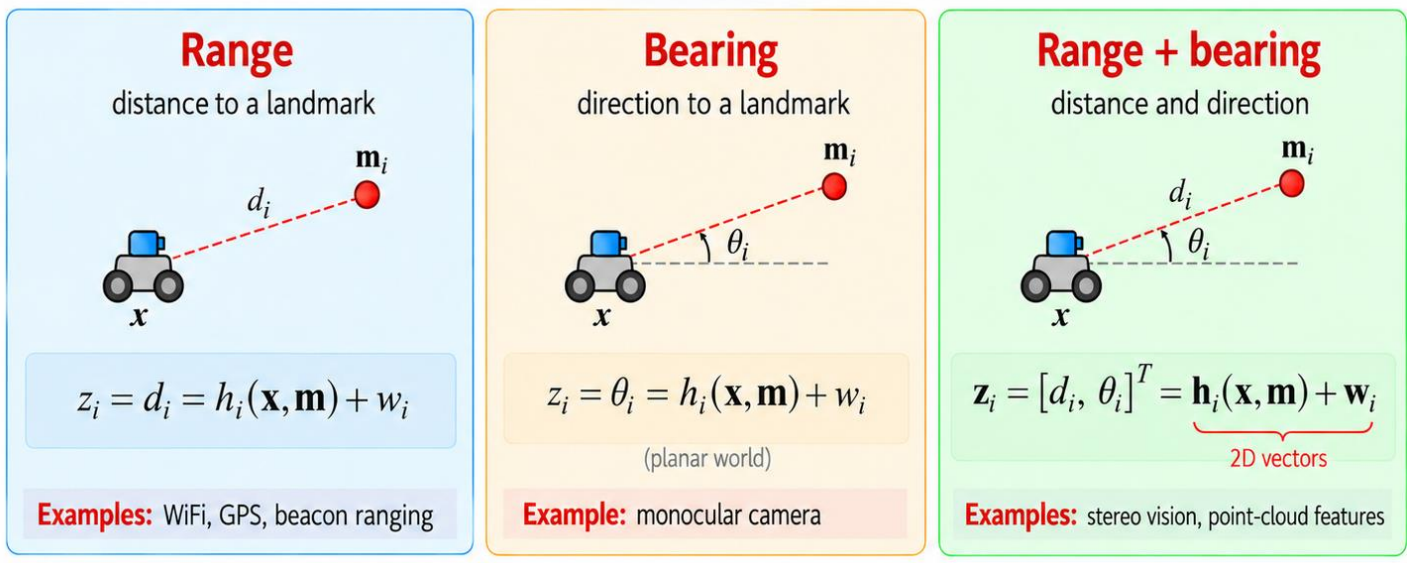 Range
distance to a landmark
mᵢ
dᵢ
x
zᵢ = dᵢ = hᵢ(x,m) + wᵢ
Examples: WiFi, GPS, beacon ranging
Bearing
direction to a landmark
mᵢ
θᵢ
x
zᵢ = θᵢ = hᵢ(x,m) + wᵢ
(planar world)
Example: monocular camera
Range + bearing
distance and direction
mᵢ
dᵢ
θᵢ
x
zᵢ = [dᵢ, θᵢ]ᵀ = hᵢ(x,m) + wᵢ
2D vectors
Examples: stereo vision, point-cloud features